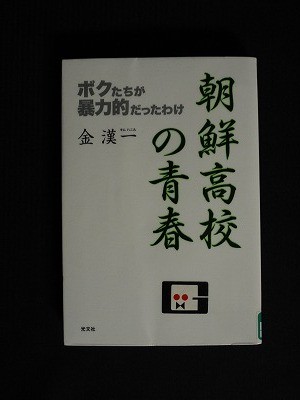 朝鮮高校
の青春
ボクたちが
暴力的だったわけ
金漢一
光文社